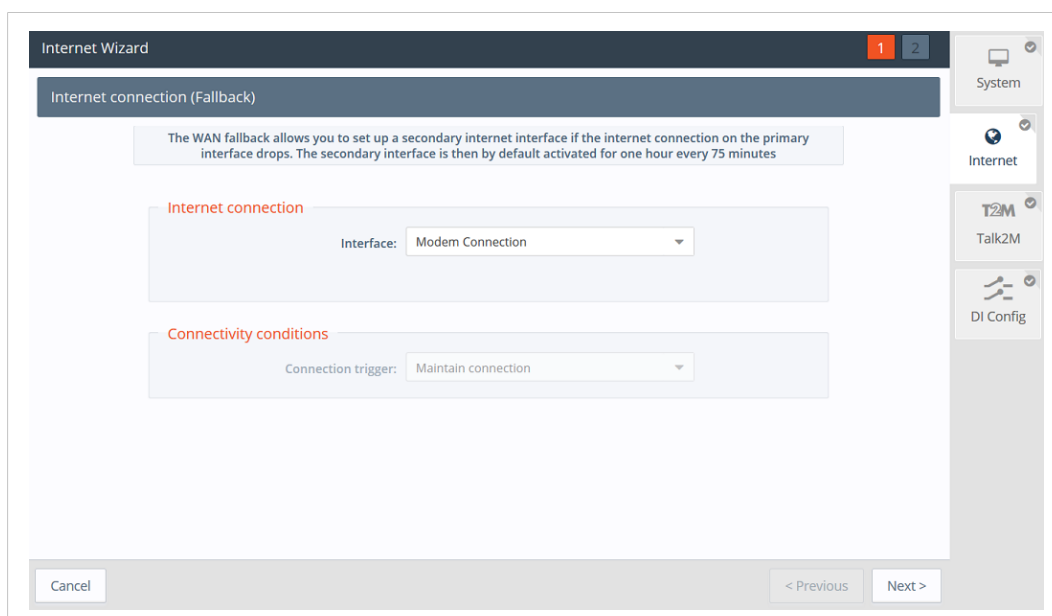 Internet Wizard
1 2
System
Internet connection (Fallback)
The WAN fallback allows you to set up a secondary internet interface if the internet connection on the primary
interface drops. The secondary interface is then by default activated for one hour every 75 minutes
Internet
Internet connection
Interface: Modem Connection
T2M
Talk2M
DI Config
Connectivity conditions
Connection trigger: Maintain connection
Cancel
< Previous
Next >